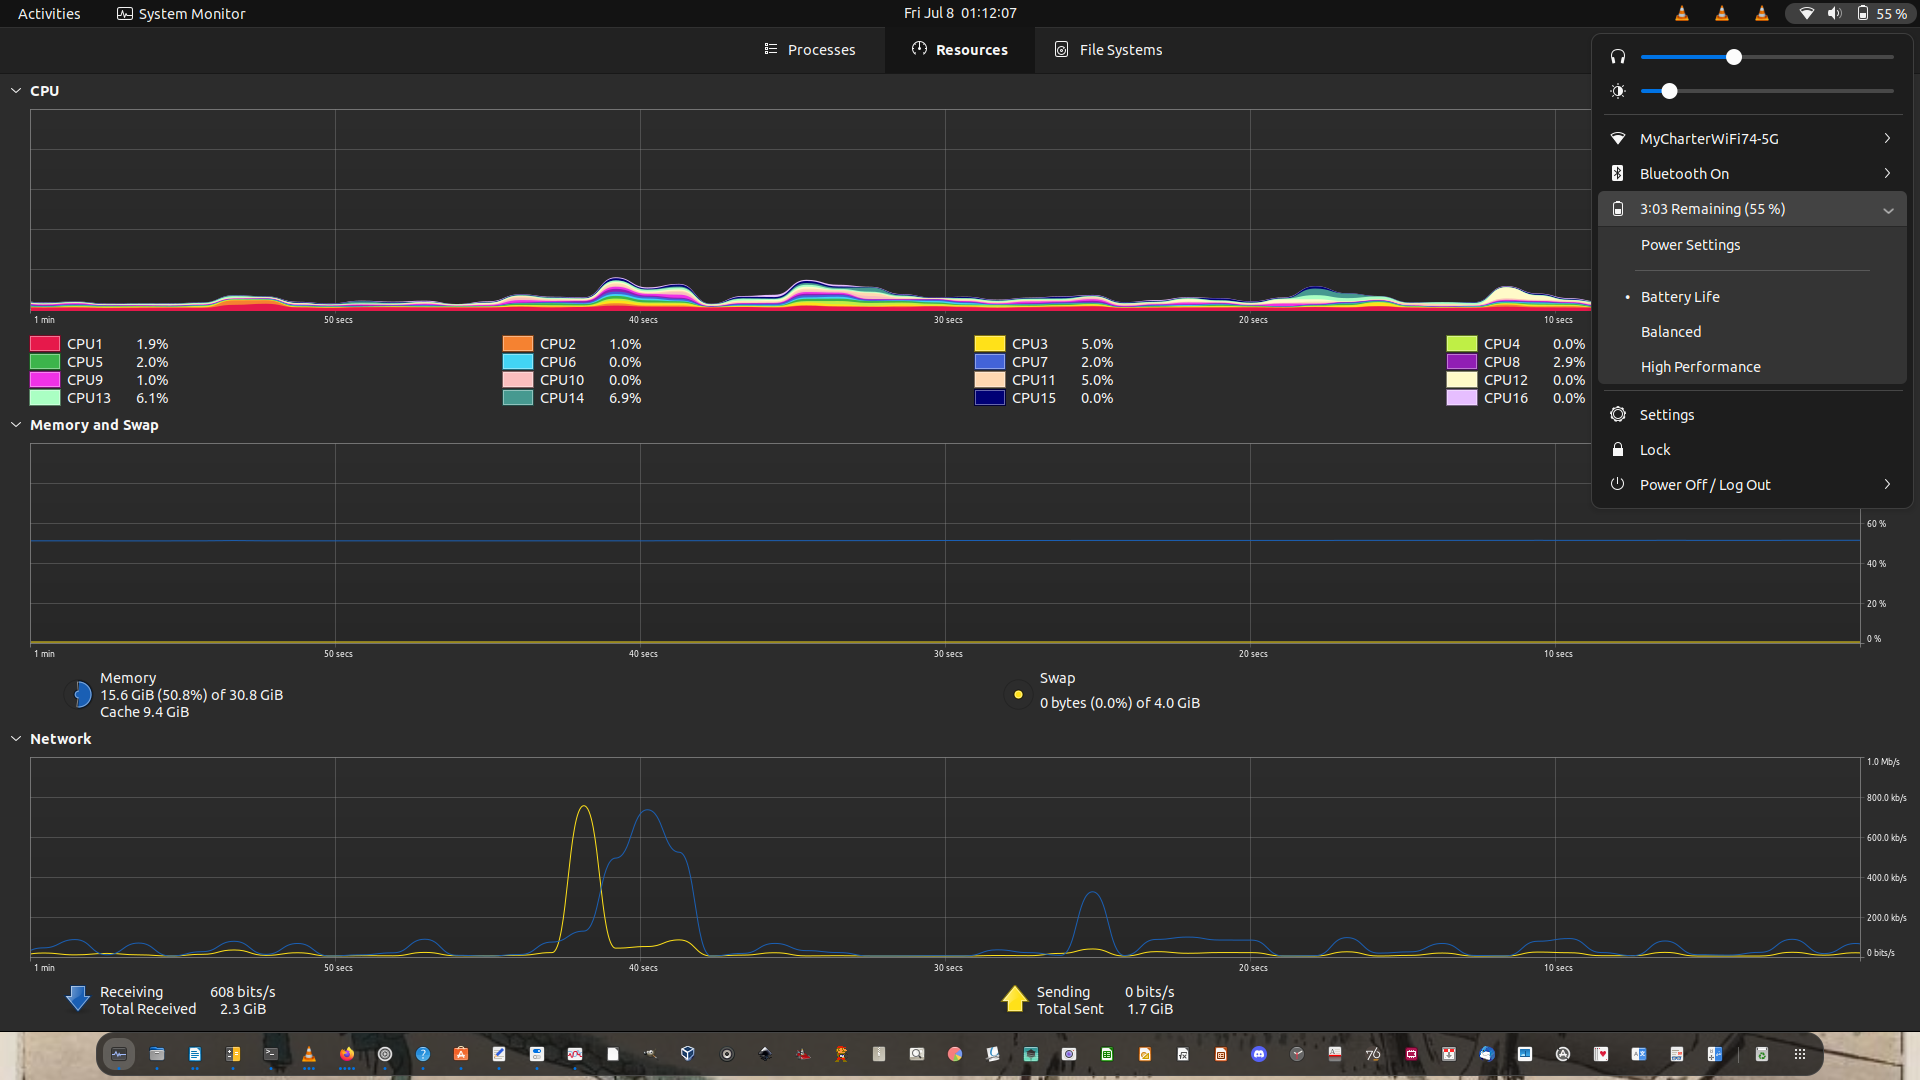 Activities System Monitor Fri Jul 8 01:12:07 55 %
Processes Resources File Systems
CPU
1 min 50 secs 40 secs 30 secs 20 secs 10 secs
CPU1 1.9% CPU2 1.0% CPU3 5.0% CPU4 0.0%
CPU5 2.0% CPU6 0.0% CPU7 2.0% CPU8 2.9%
CPU9 1.0% CPU10 0.0% CPU11 5.0% CPU12 0.0%
CPU13 6.1% CPU14 6.9% CPU15 0.0% CPU16 0.0%
MyCharterWiFi74-5G
Bluetooth On
3:03 Remaining (55 %)
Power Settings
• Battery Life
Balanced
High Performance
Settings
Lock
Power Off / Log Out
Memory and Swap
60 %
40 %
20 %
0 %
1 min 50 secs 40 secs 30 secs 20 secs 10 secs
Memory
15.6 GiB (50.8%) of 30.8 GiB
Cache 9.4 GiB
Swap
0 bytes (0.0%) of 4.0 GiB
Network
1.0 Mb/s
800.0 kb/s
600.0 kb/s
400.0 kb/s
200.0 kb/s
0 bits/s
1 min 50 secs 40 secs 30 secs 20 secs 10 secs
Receiving 608 bits/s
Total Received 2.3 GiB
Sending 0 bits/s
Total Sent 1.7 GiB
76